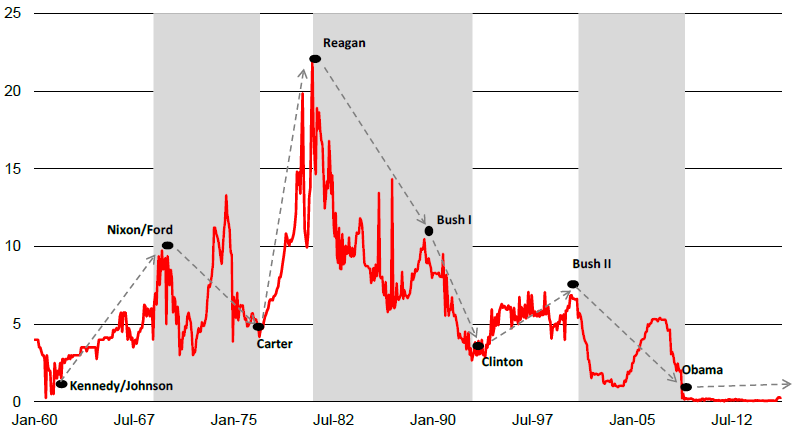 25
20
15
10
5
0
Reagan
Nixon/Ford
Bush I
Bush II
Carter
Clinton
Obama
Kennedy/Johnson
Jan-60 Jul-67 Jan-75 Jul-82 Jan-90 Jul-97 Jan-05 Jul-12